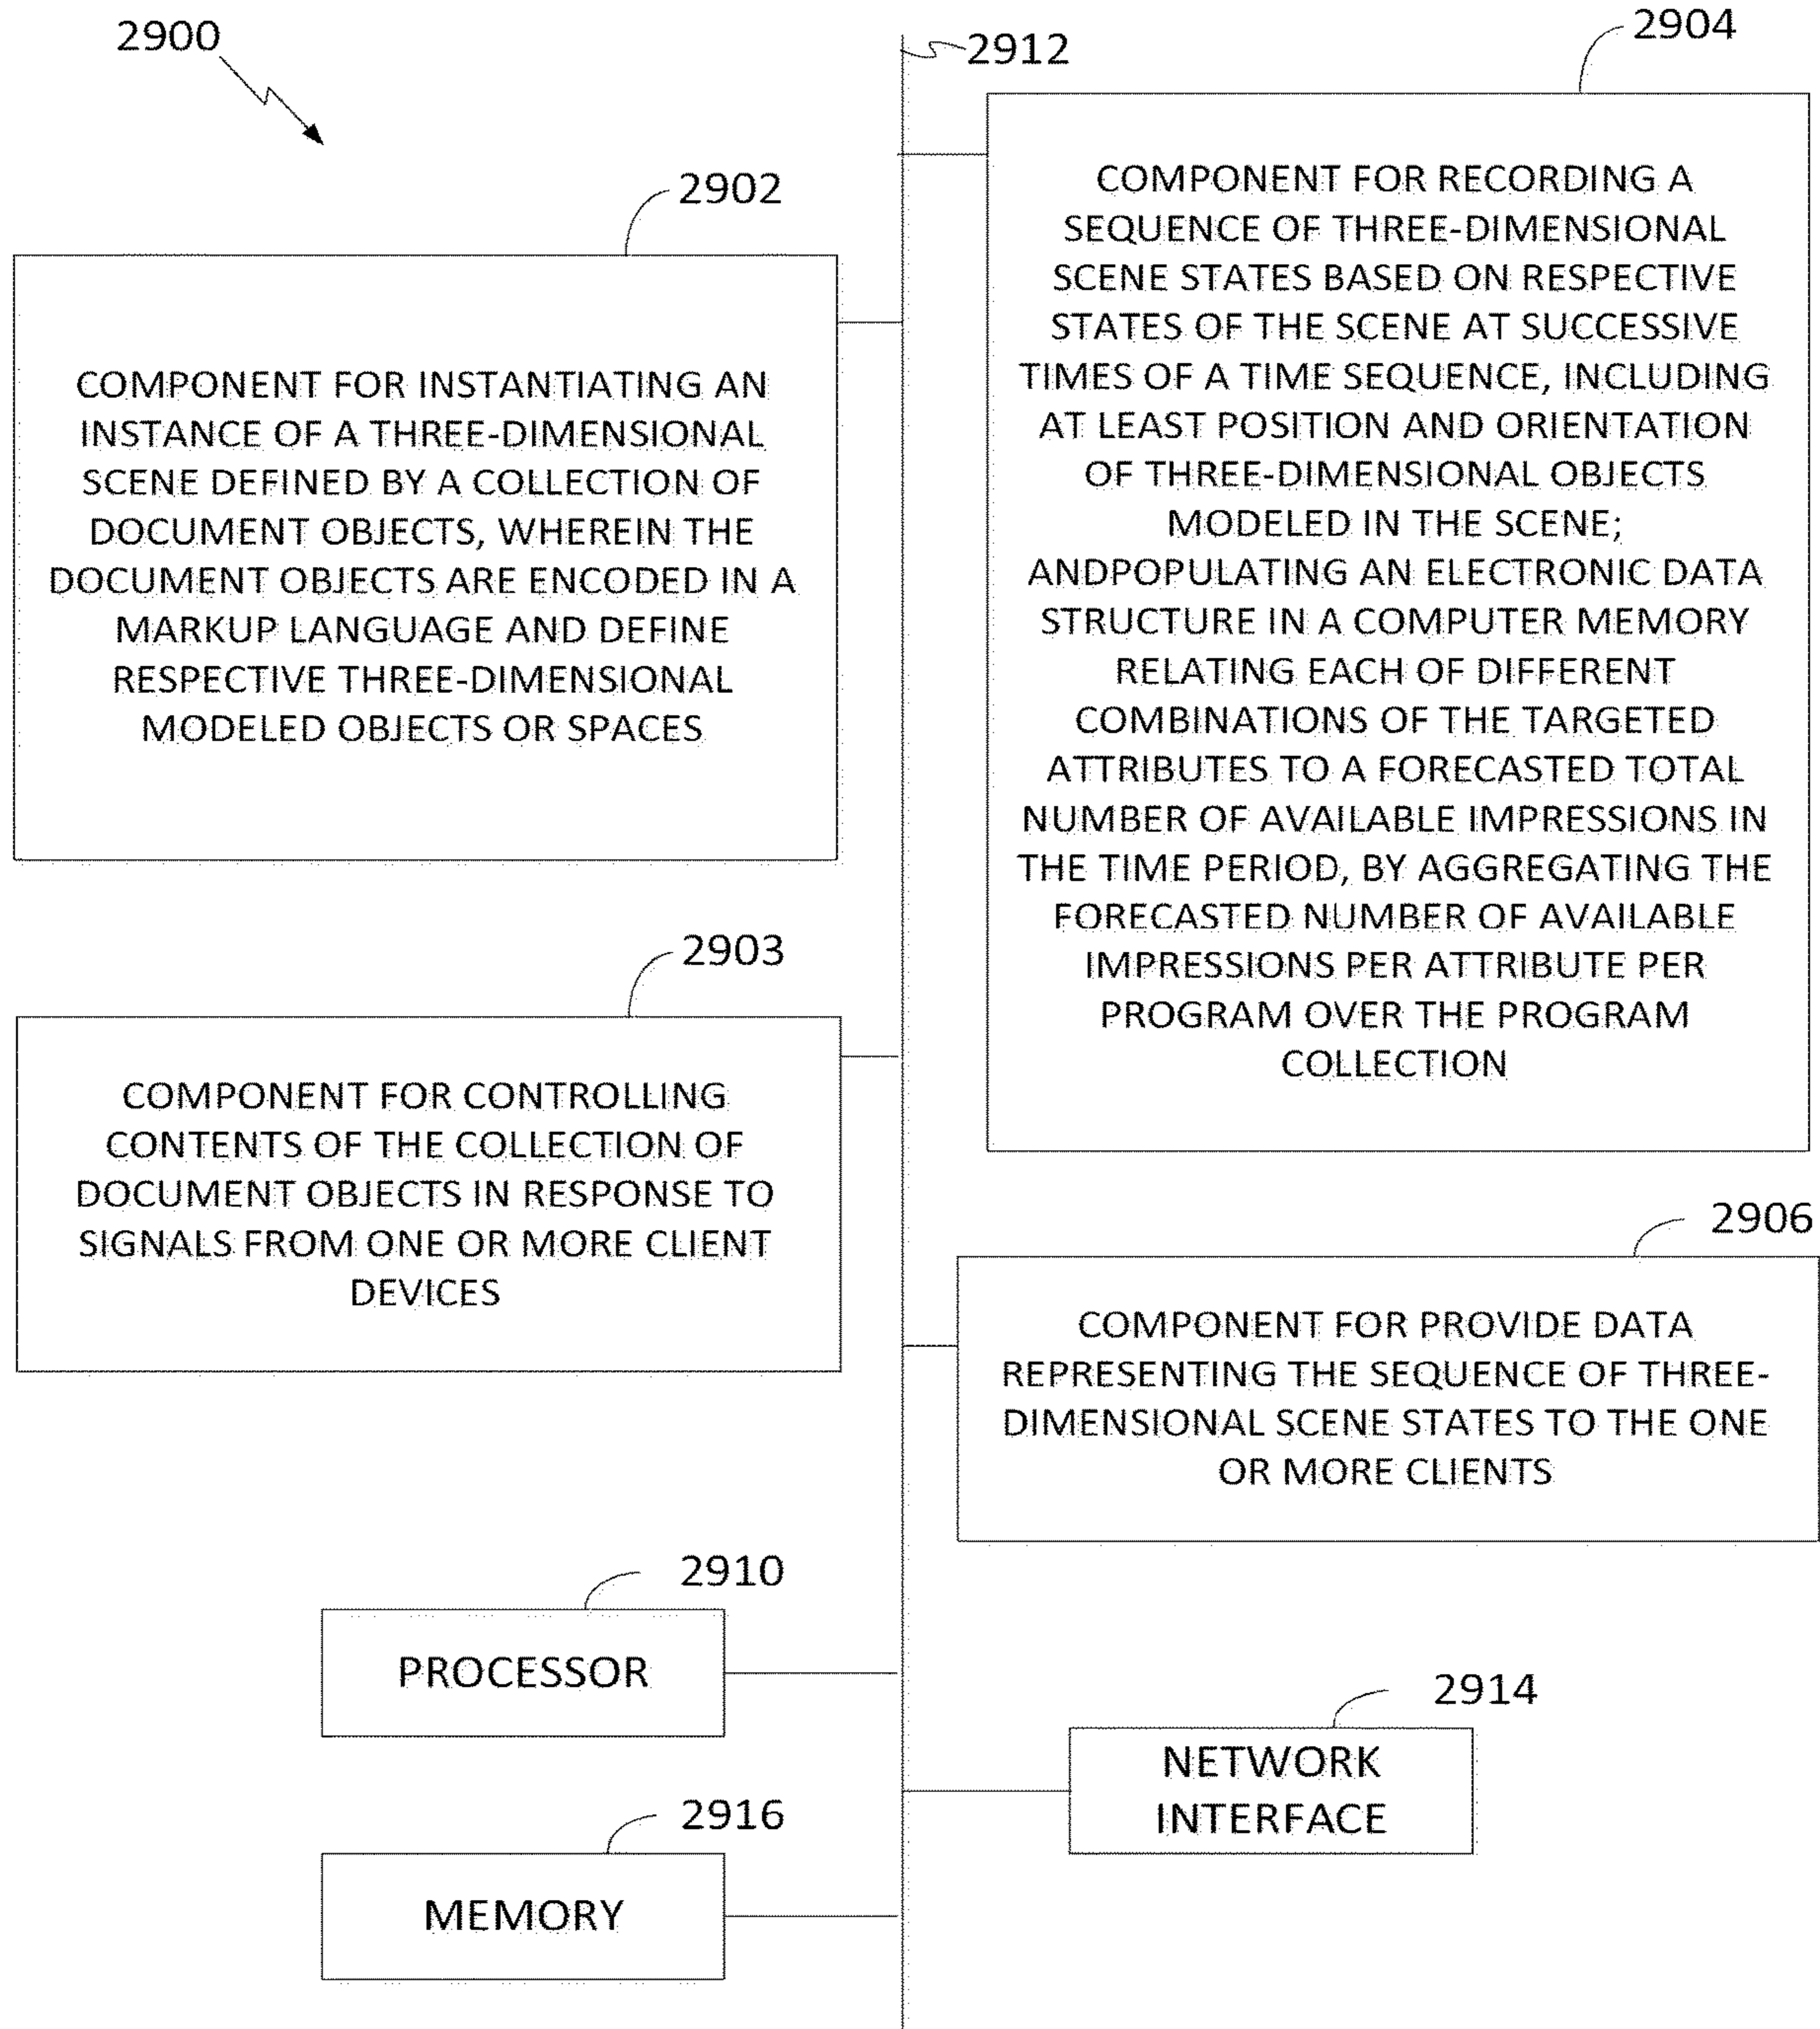 2900
2912
2904
2902
COMPONENT FOR INSTANTIATING AN
INSTANCE OF A THREE-DIMENSIONAL
SCENE DEFINED BY A COLLECTION OF
DOCUMENT OBJECTS, WHEREIN THE
DOCUMENT OBJECTS ARE ENCODED IN A
MARKUP LANGUAGE AND DEFINE
RESPECTIVE THREE-DIMENSIONAL
MODELED OBJECTS OR SPACES
COMPONENT FOR RECORDING A
SEQUENCE OF THREE-DIMENSIONAL
SCENE STATES BASED ON RESPECTIVE
STATES OF THE SCENE AT SUCCESSIVE
TIMES OF A TIME SEQUENCE, INCLUDING
AT LEAST POSITION AND ORIENTATION
OF THREE-DIMENSIONAL OBJECTS
MODELED IN THE SCENE;
ANDPOPULATING AN ELECTRONIC DATA
STRUCTURE IN A COMPUTER MEMORY
RELATING EACH OF DIFFERENT
COMBINATIONS OF THE TARGETED
ATTRIBUTES TO A FORECASTED TOTAL
NUMBER OF AVAILABLE IMPRESSIONS IN
THE TIME PERIOD, BY AGGREGATING THE
FORECASTED NUMBER OF AVAILABLE
IMPRESSIONS PER ATTRIBUTE PER
PROGRAM OVER THE PROGRAM
COLLECTION
2903
COMPONENT FOR CONTROLLING
CONTENTS OF THE COLLECTION OF
DOCUMENT OBJECTS IN RESPONSE TO
SIGNALS FROM ONE OR MORE CLIENT
DEVICES
2906
COMPONENT FOR PROVIDE DATA
REPRESENTING THE SEQUENCE OF THREE-
DIMENSIONAL SCENE STATES TO THE ONE
OR MORE CLIENTS
2910
PROCESSOR
2914
NETWORK
INTERFACE
2916
MEMORY